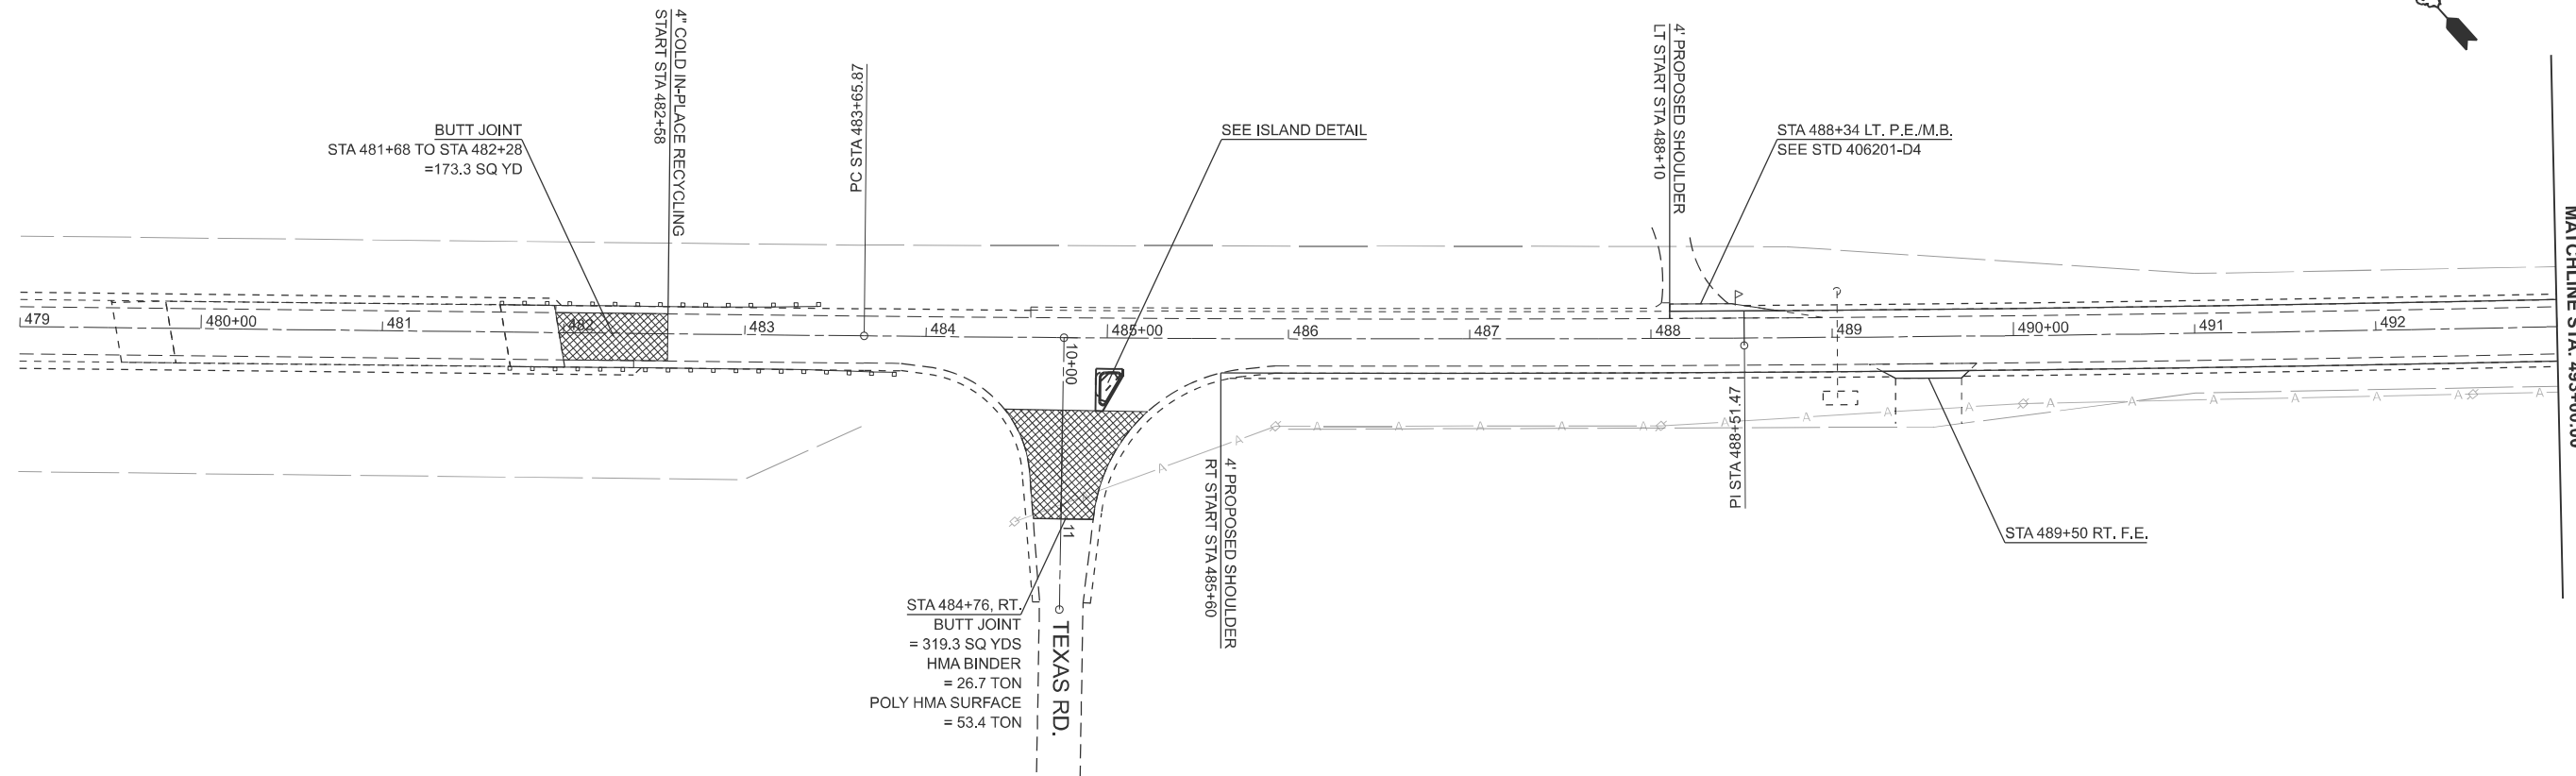 4" COLD IN-PLACE RECYCLING
START STA 482+58
BUTT JOINT
STA 481+68 TO STA 482+28
=173.3 SQ YD
PC STA 483+65.87
SEE ISLAND DETAIL
4' PROPOSED SHOULDER
LT START STA 488+10
STA 488+34 LT. P.E./M.B.
SEE STD 406201-D4
MATCHLINE STA. 493+00.00
479
480+00
481
482
483
484
485+00
486
487
488
489
490+00
491
492
10+00
11
A A A A A A A A A A A A A A A A A
PI STA 488+51.47
4' PROPOSED SHOULDER
RT START STA 485+60
STA 489+50 RT. F.E.
STA 484+76, RT.
BUTT JOINT
= 319.3 SQ YDS
HMA BINDER
= 26.7 TON
POLY HMA SURFACE
= 53.4 TON
TEXAS RD.